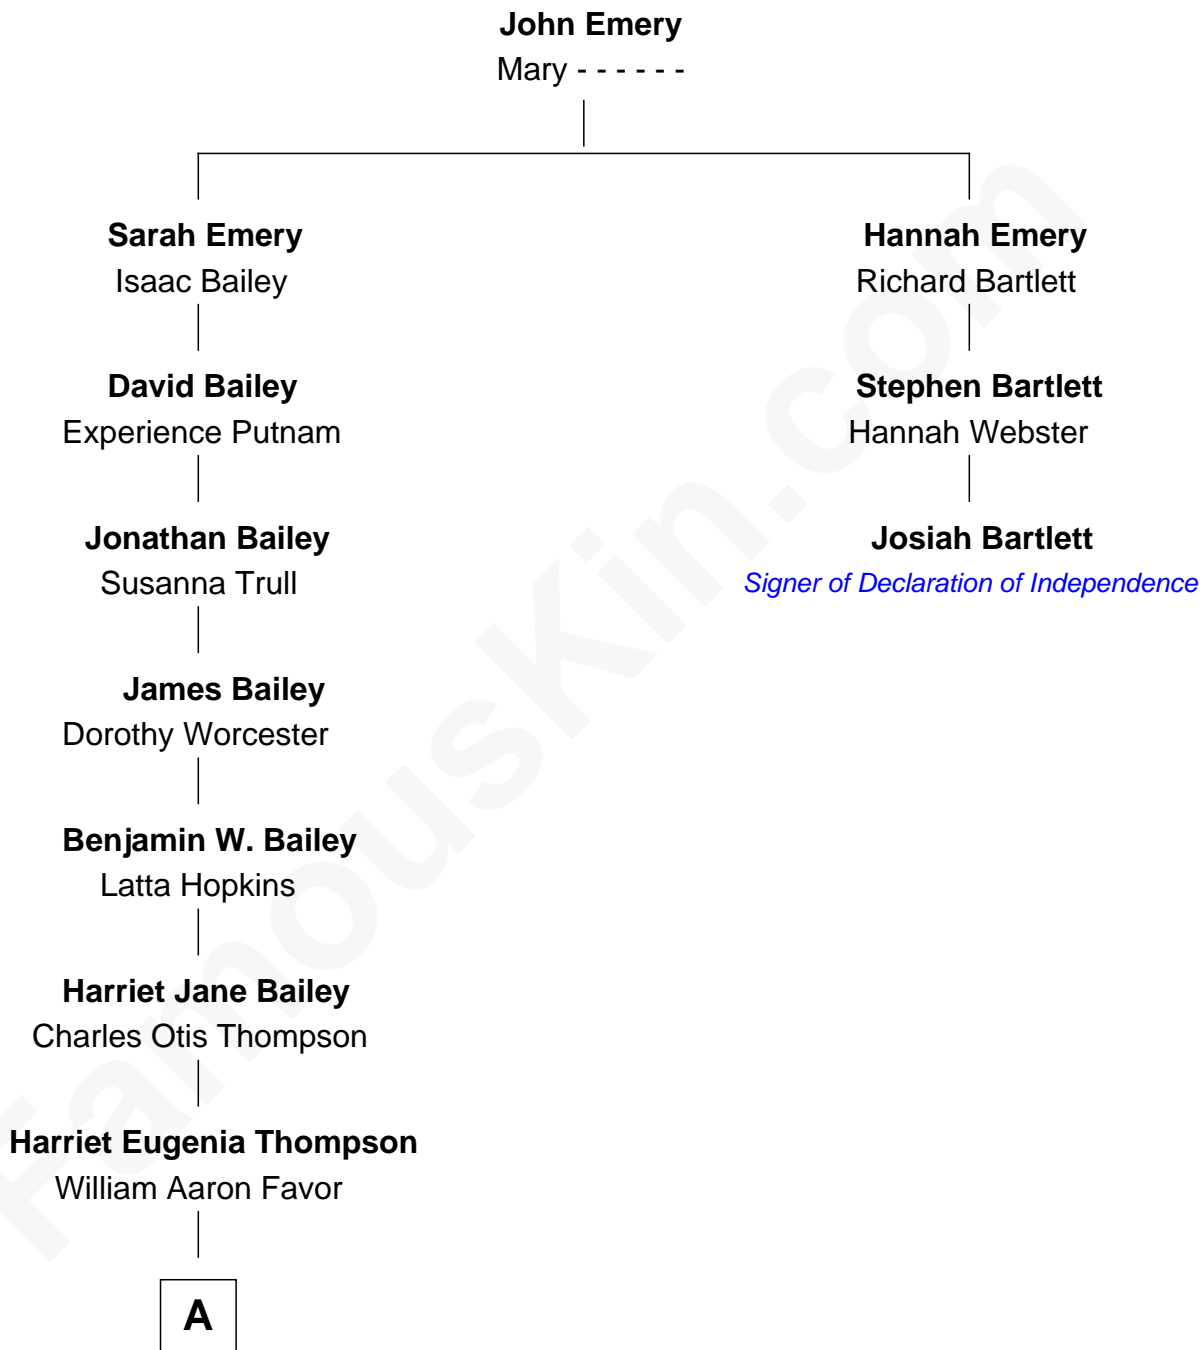 John Emery
Mary - - - - - -
Sarah Emery
Isaac Bailey
Hannah Emery
Richard Bartlett
David Bailey
Experience Putnam
Stephen Bartlett
Hannah Webster
Jonathan Bailey
Susanna Trull
Josiah Bartlett
Signer of Declaration of Independence
James Bailey
Dorothy Worcester
Benjamin W. Bailey
Latta Hopkins
Harriet Jane Bailey
Charles Otis Thompson
Harriet Eugenia Thompson
William Aaron Favor
A
FamousKin.com